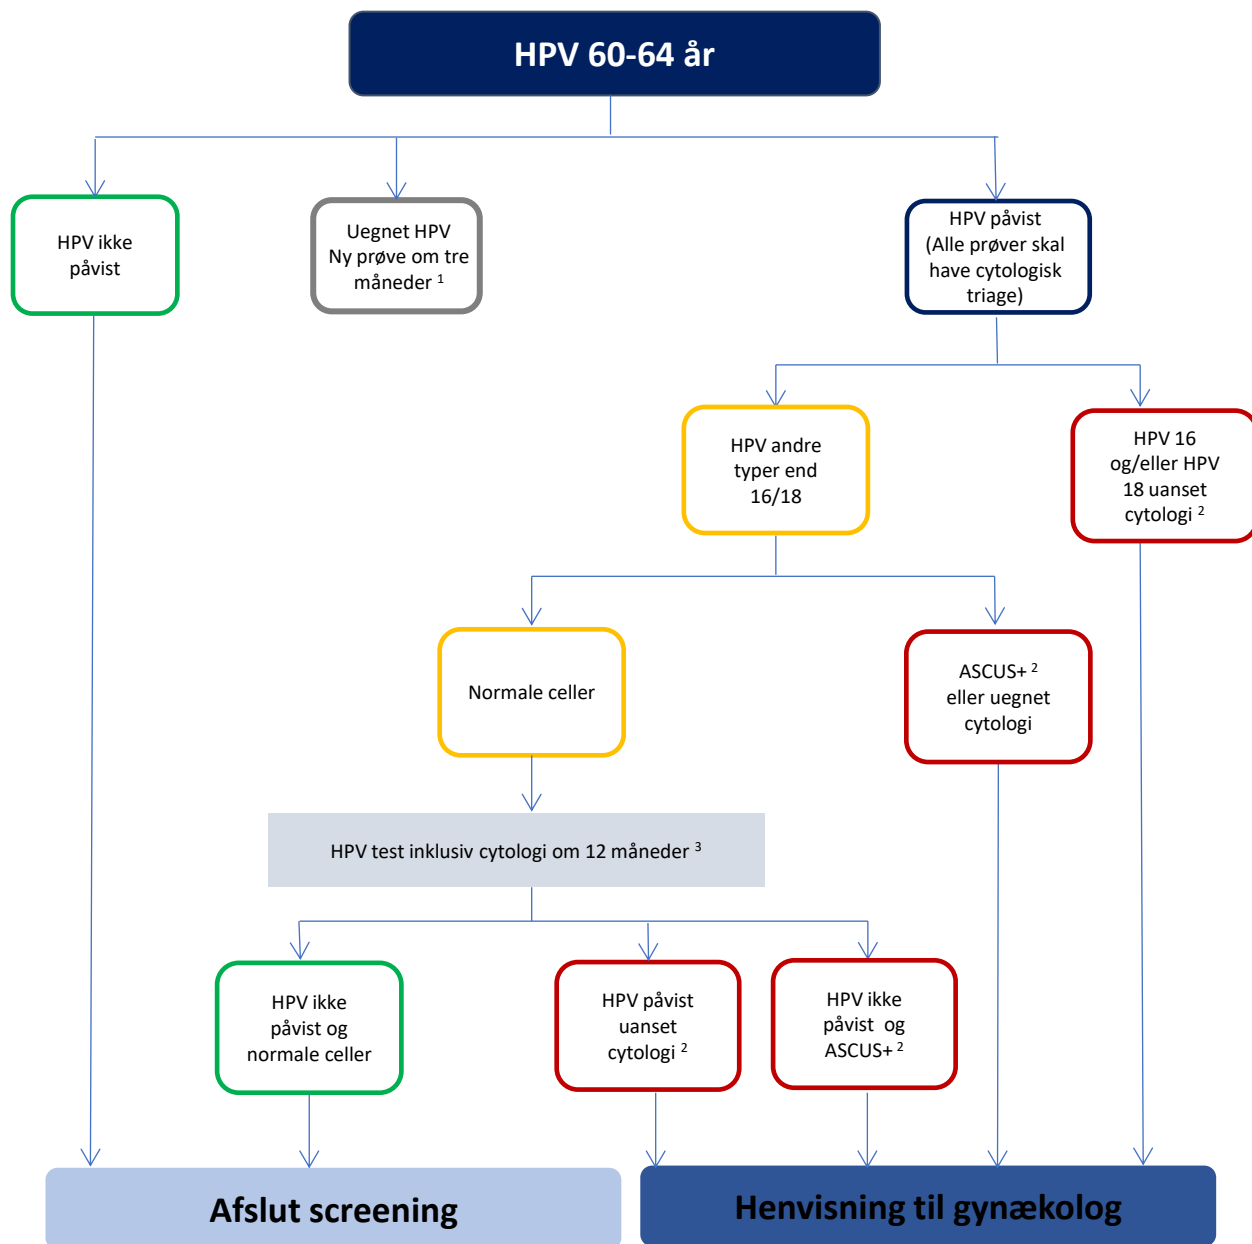 HPV 60-64 år
HPV ikke
påvist
Uegnet HPV
Ny prøve om tre
måneder ¹
HPV påvist
(Alle prøver skal
have cytologisk
triage)
HPV andre
typer end
16/18
HPV 16
og/eller HPV
18 uanset
cytologi ²
Normale celler
ASCUS+ ²
eller uegnet
cytologi
HPV test inklusiv cytologi om 12 måneder ³
HPV ikke
påvist og
normale celler
HPV påvist
uanset
cytologi ²
HPV ikke
påvist og
ASCUS+ ²
Afslut screening
Henvisning til gynækolog